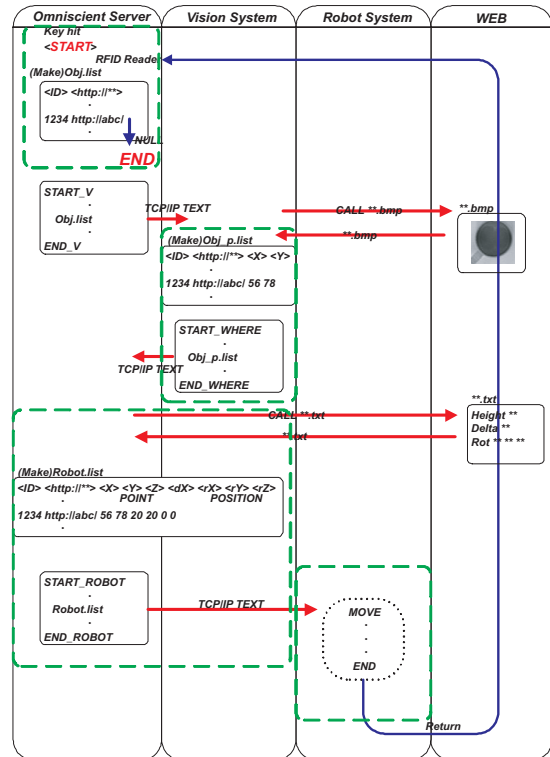 Omniscient Server Vision System Robot System WEB
Key hit
<START>
RFID Reade
(Make)Obj.list
<ID> <http://**>
.
1234 http://abc/
.
NULL
END
START_V
.
Obj.list
.
END_V
TCP/IP TEXT
CALL **.bmp
**.bmp
**.bmp
(Make)Obj_p.list
<ID> <http://**> <X> <Y>
.
1234 http://abc/ 56 78
.
START_WHERE
.
Obj_p.list
.
END_WHERE
TCP/IP TEXT
**.txt
Height **
Delta **
Rot ** ** **
CALL **.txt
**.txt
(Make)Robot.list
<ID> <http://**> <X> <Y> <Z> <dX> <rX> <rY> <rZ>
. POINT POSITION
1234 http://abc/ 56 78 20 20 0 0
.
START_ROBOT
.
Robot.list
.
END_ROBOT
TCP/IP TEXT
MOVE
.
.
.
END
Return